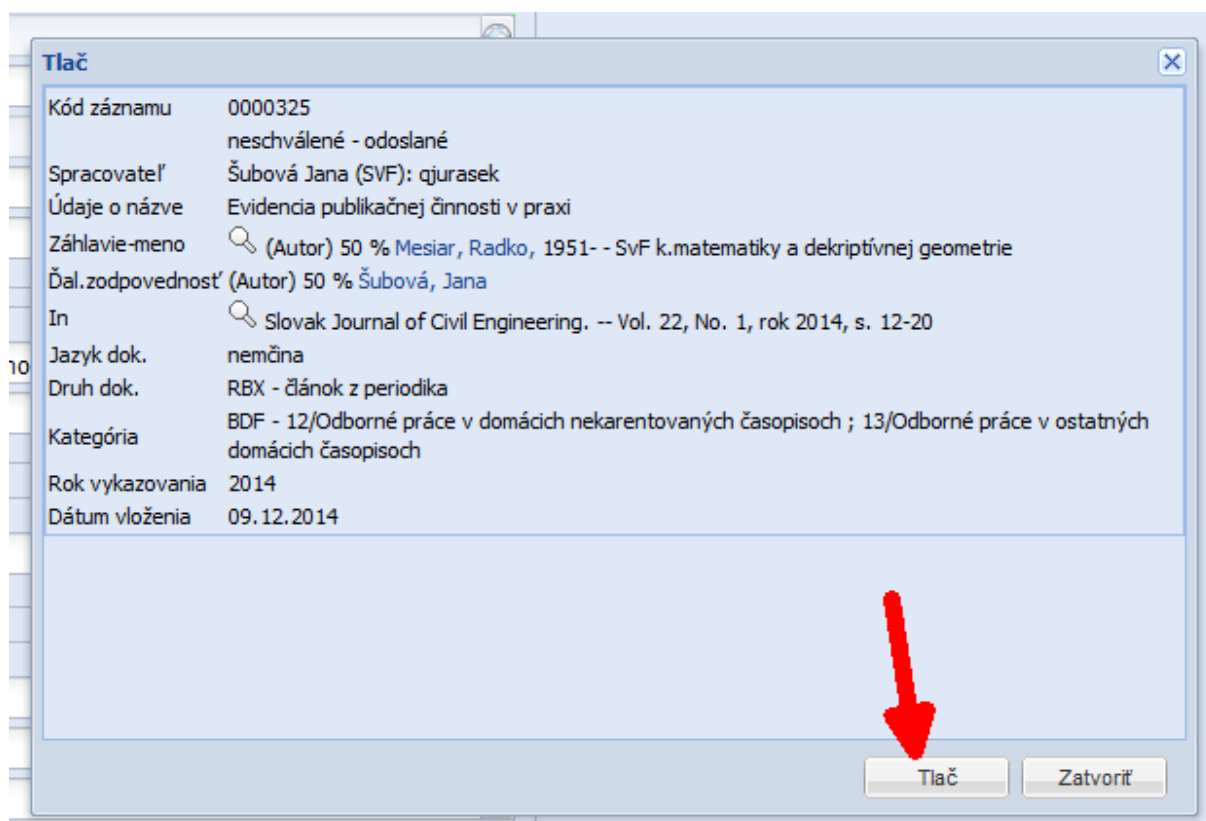 Tlač
Kód záznamu 0000325
neschválené - odoslané
Spracovateľ Šubová Jana (SVF): qjurasek
Údaje o názve Evidencia publikačnej činnosti v praxi
Záhlavie-meno (Autor) 50 % Mesiar, Radko, 1951- - SvF k.matematiky a dekriptívnej geometrie
Ďal.zodpovednosť (Autor) 50 % Šubová, Jana
In Slovak Journal of Civil Engineering. -- Vol. 22, No. 1, rok 2014, s. 12-20
Jazyk dok. nemčina
no
Druh dok. RBX - článok z periodika
Kategória BDF - 12/Odborné práce v domácich nekarentovaných časopisoch ; 13/Odborné práce v ostatných
domácich časopisoch
Rok vykazovania 2014
Dátum vloženia 09.12.2014
Tlač Zatvoriť